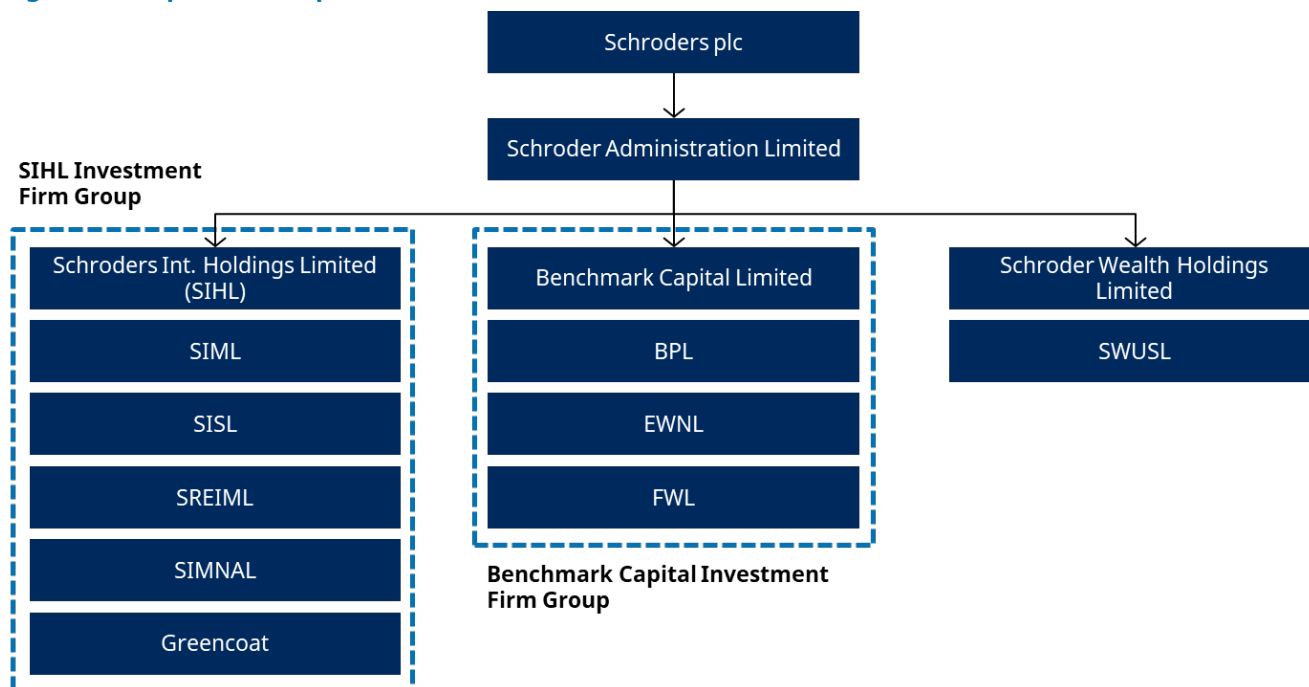 Schroders plc
Schroder Administration Limited
SIHL Investment
Firm Group
Schroders Int. Holdings Limited
(SIHL)
Benchmark Capital Limited
Schroder Wealth Holdings
Limited
SIML
BPL
SWUSL
SISL
EWNL
SREIML
FWL
SIMNAL
Benchmark Capital Investment
Firm Group
Greencoat